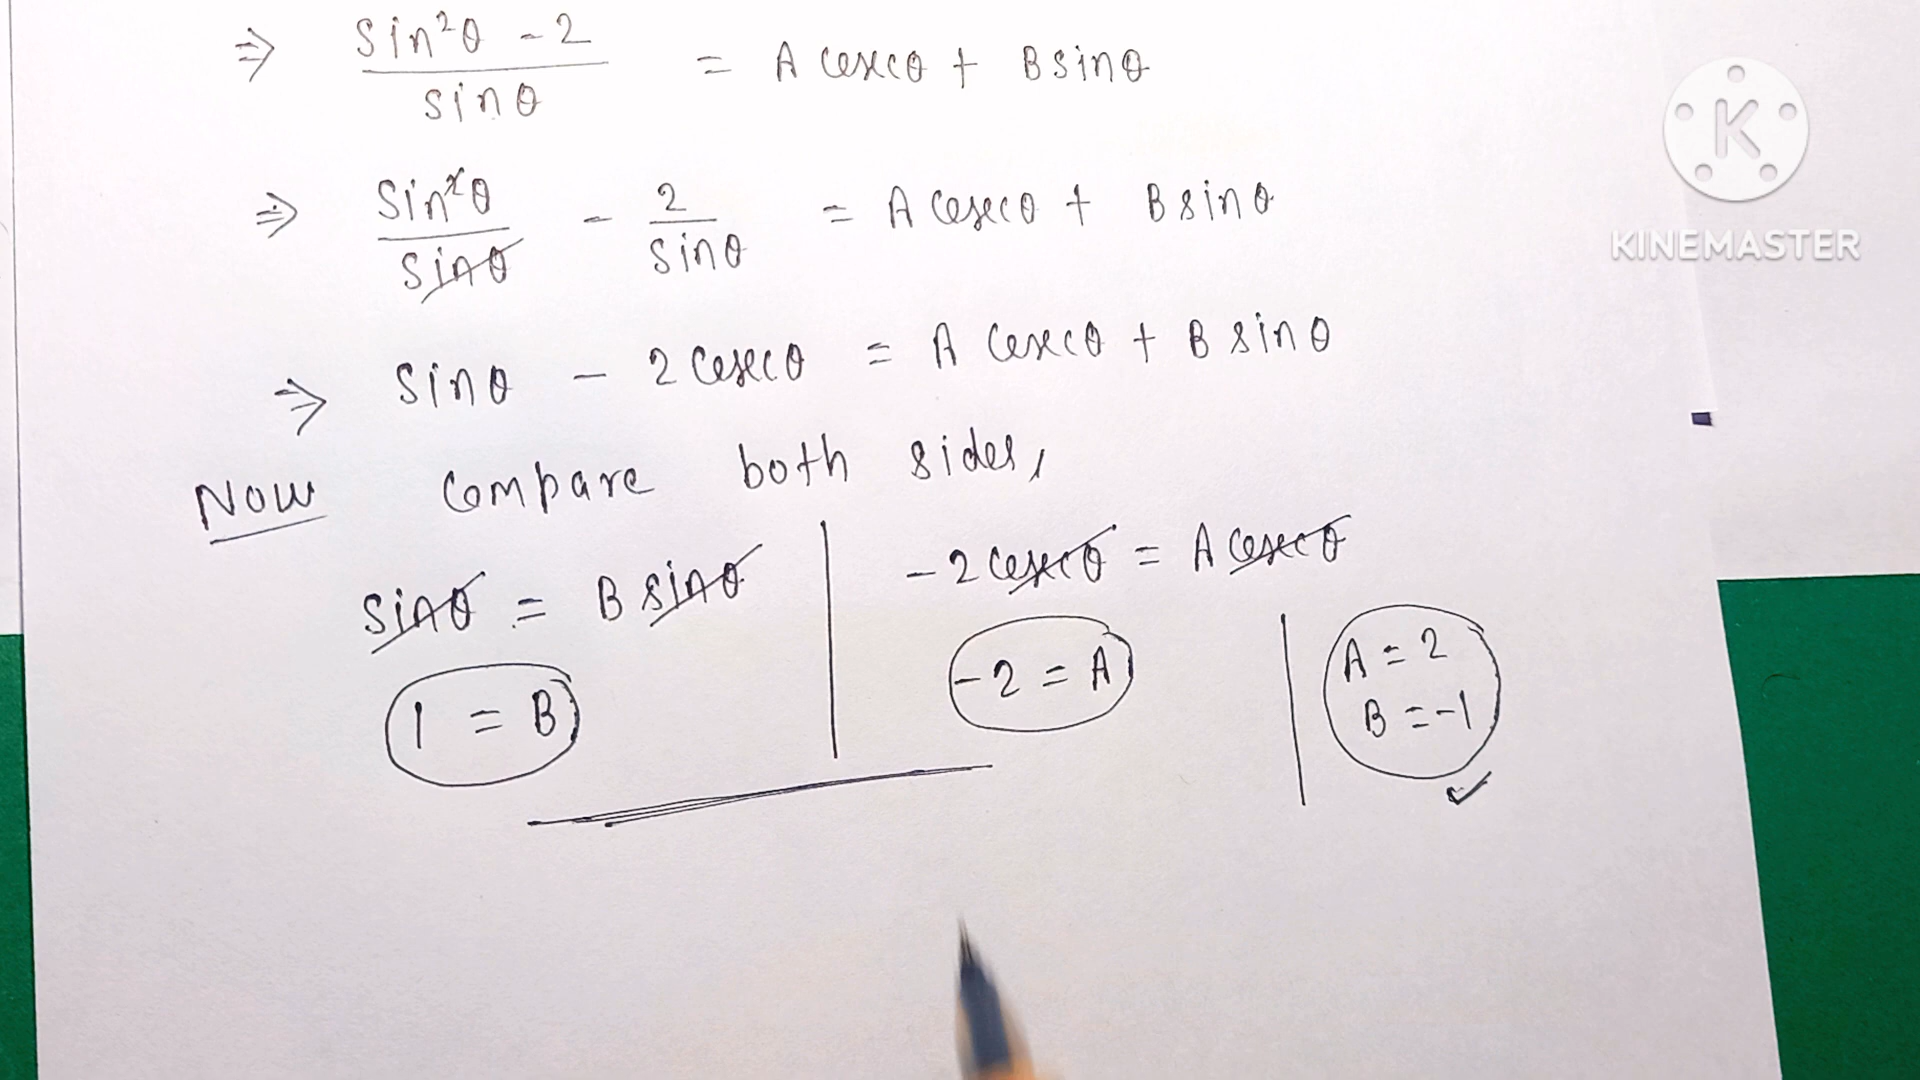 ⇒ sin²θ - 2 / sinθ = A cosecθ + B sinθ
⇒ sin²θ / sinθ - 2 / sinθ = A cosecθ + B sinθ
⇒ sinθ - 2 cosecθ = A cosecθ + B sinθ
Now compare both sides,
sinθ = B sinθ
1 = B
-2 cosecθ = A cosecθ
-2 = A
A = 2
B = -1
K
KINEMASTER